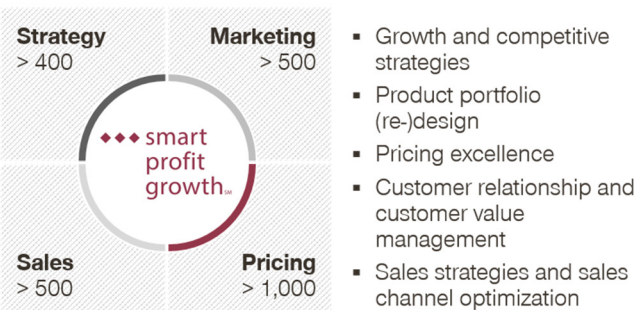 Strategy
> 400
Marketing
> 500
smart
profit
growth℠
Sales
> 500
Pricing
> 1,000
▪ Growth and competitive
strategies
▪ Product portfolio
(re-)design
▪ Pricing excellence
▪ Customer relationship and
customer value
management
▪ Sales strategies and sales
channel optimization